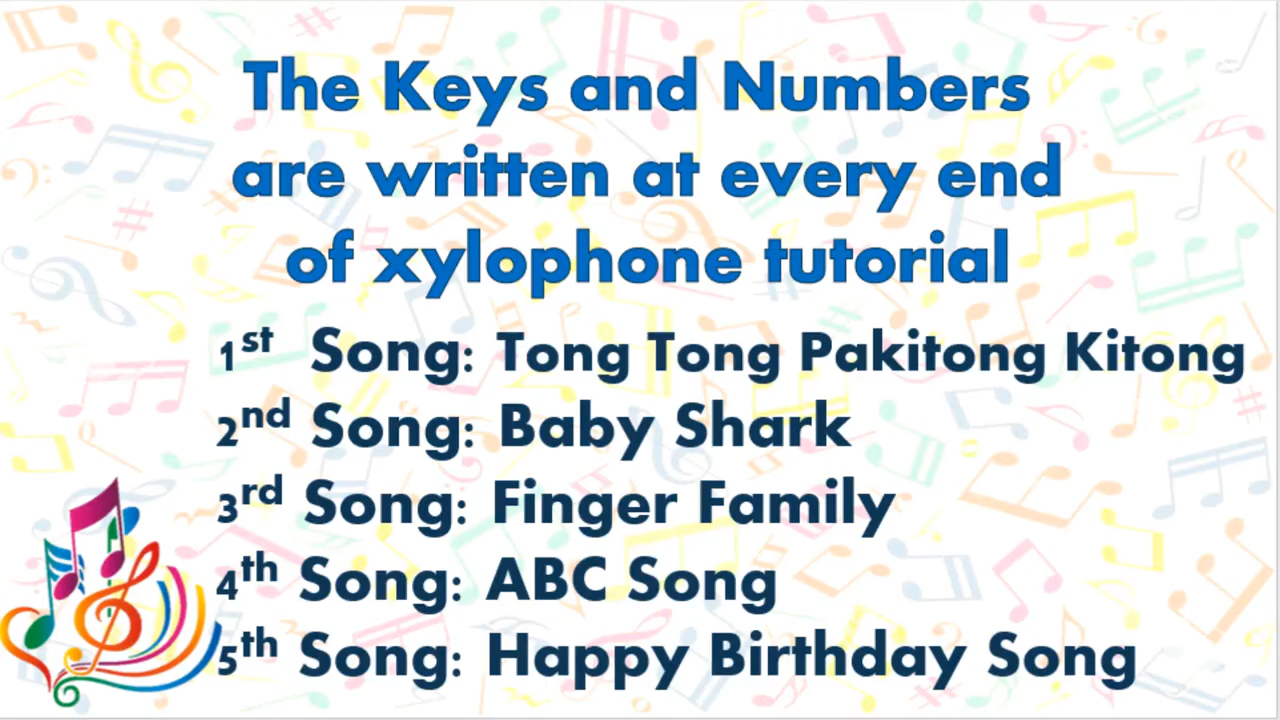 The Keys and Numbers
are written at every end
of xylophone tutorial
1st Song: Tong Tong Pakitong Kitong
2nd Song: Baby Shark
3rd Song: Finger Family
4th Song: ABC Song
5th Song: Happy Birthday Song